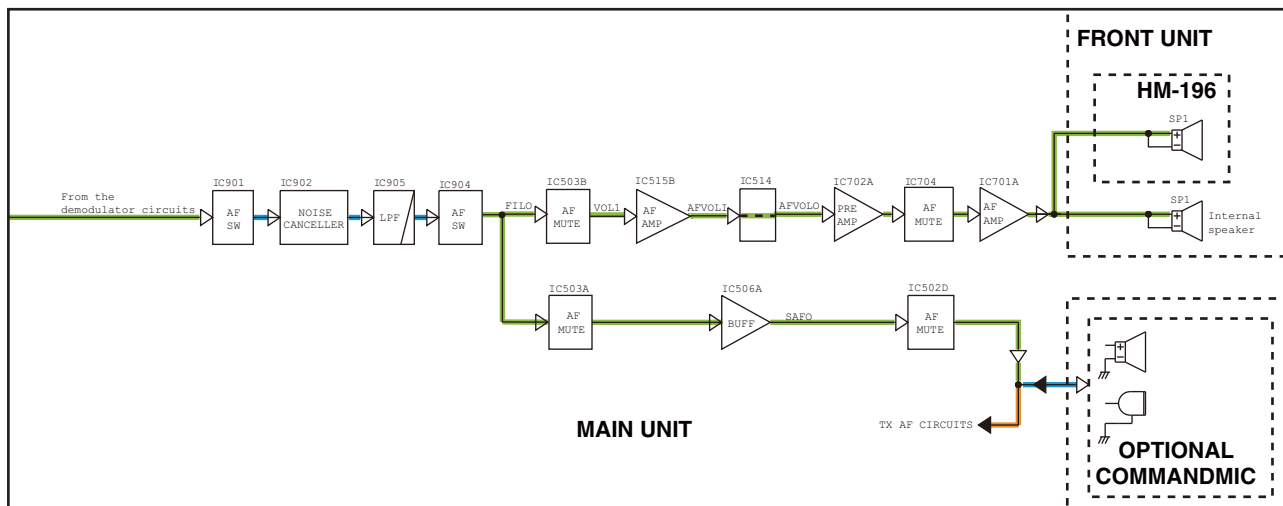 FRONT UNIT
HM-196
SP1
From the
demodulator circuits
IC901
AF
SW
IC902
NOISE
CANCELLER
IC905
LPF
IC904
AF
SW
FILO
IC503B
AF
MUTE
VOL1
IC515B
AF
AMP
AFVOLI
IC514
AFVOLO
IC702A
PRE
AMP
IC704
AF
MUTE
IC701A
AF
AMP
SP1
Internal
speaker
IC503A
AF
MUTE
IC506A
BUFF
SAFO
IC502D
AF
MUTE
TX AF CIRCUITS
MAIN UNIT
OPTIONAL
COMMANDMIC